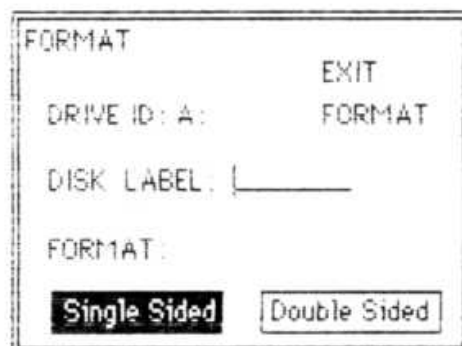 FORMAT
EXIT
DRIVE ID: A:   FORMAT
DISK LABEL:
FORMAT:
Single Sided   Double Sided